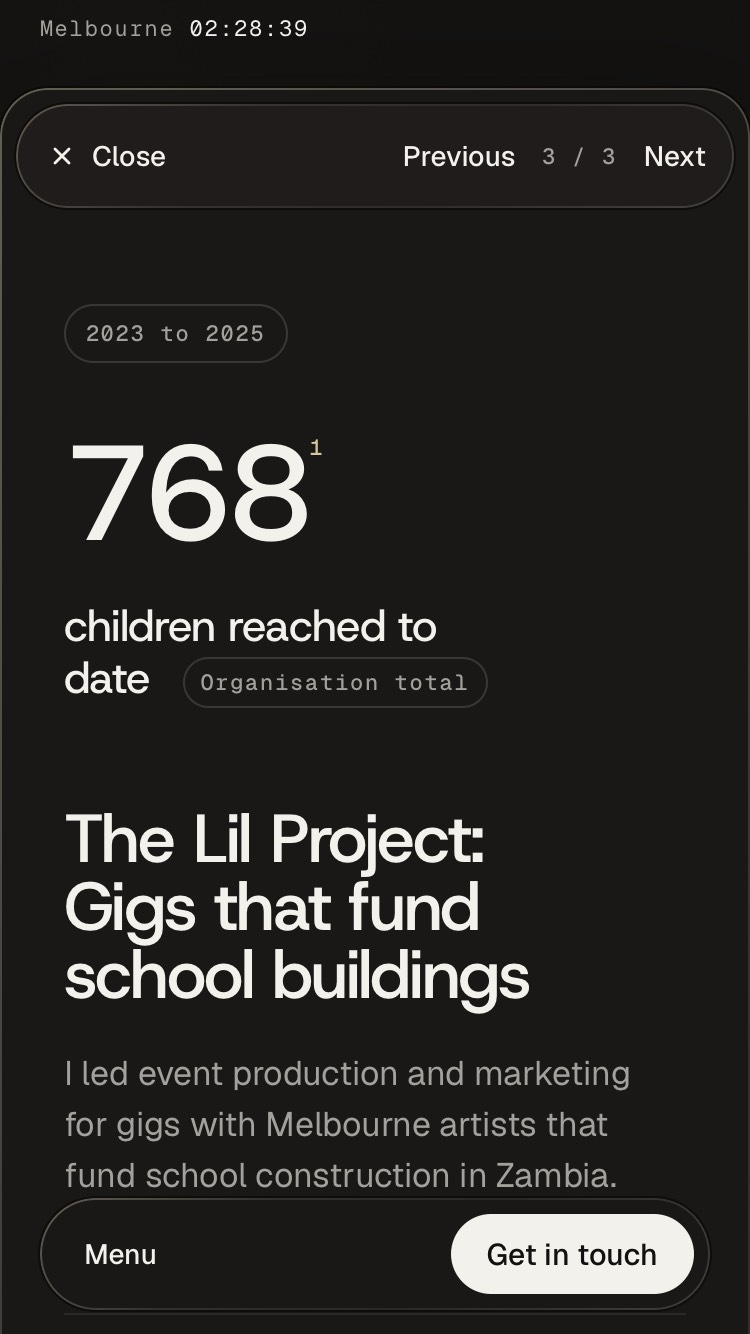 Melbourne 02:28:39
× Close Previous 3 / 3 Next
2023 to 2025
768¹
children reached to
date Organisation total
The Lil Project:
Gigs that fund
school buildings
I led event production and marketing
for gigs with Melbourne artists that
fund school construction in Zambia.
Menu Get in touch